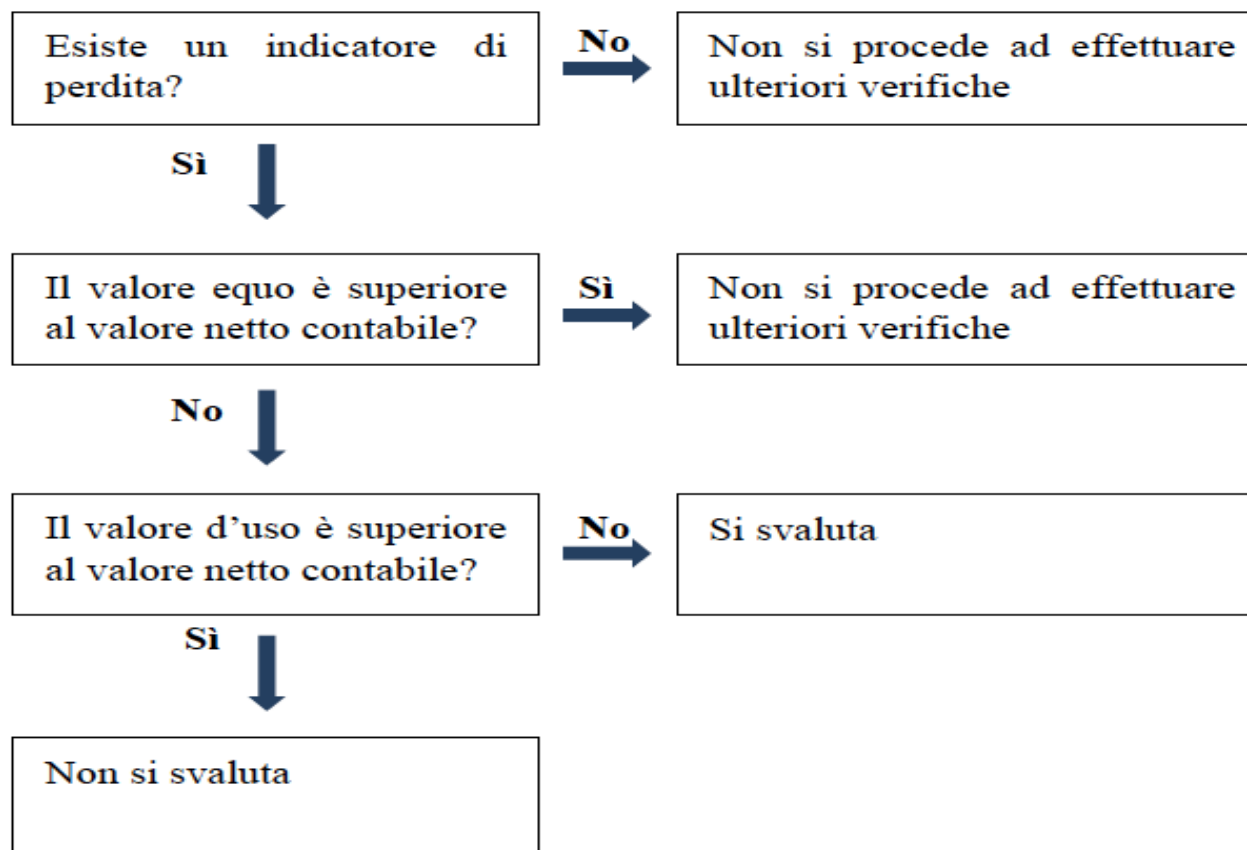 Esiste un indicatore di
perdita?
No
Non si procede ad effettuare
ulteriori verifiche
Sì
Il valore equo è superiore
al valore netto contabile?
Sì
Non si procede ad effettuare
ulteriori verifiche
No
Il valore d’uso è superiore
al valore netto contabile?
No
Si svaluta
Sì
Non si svaluta